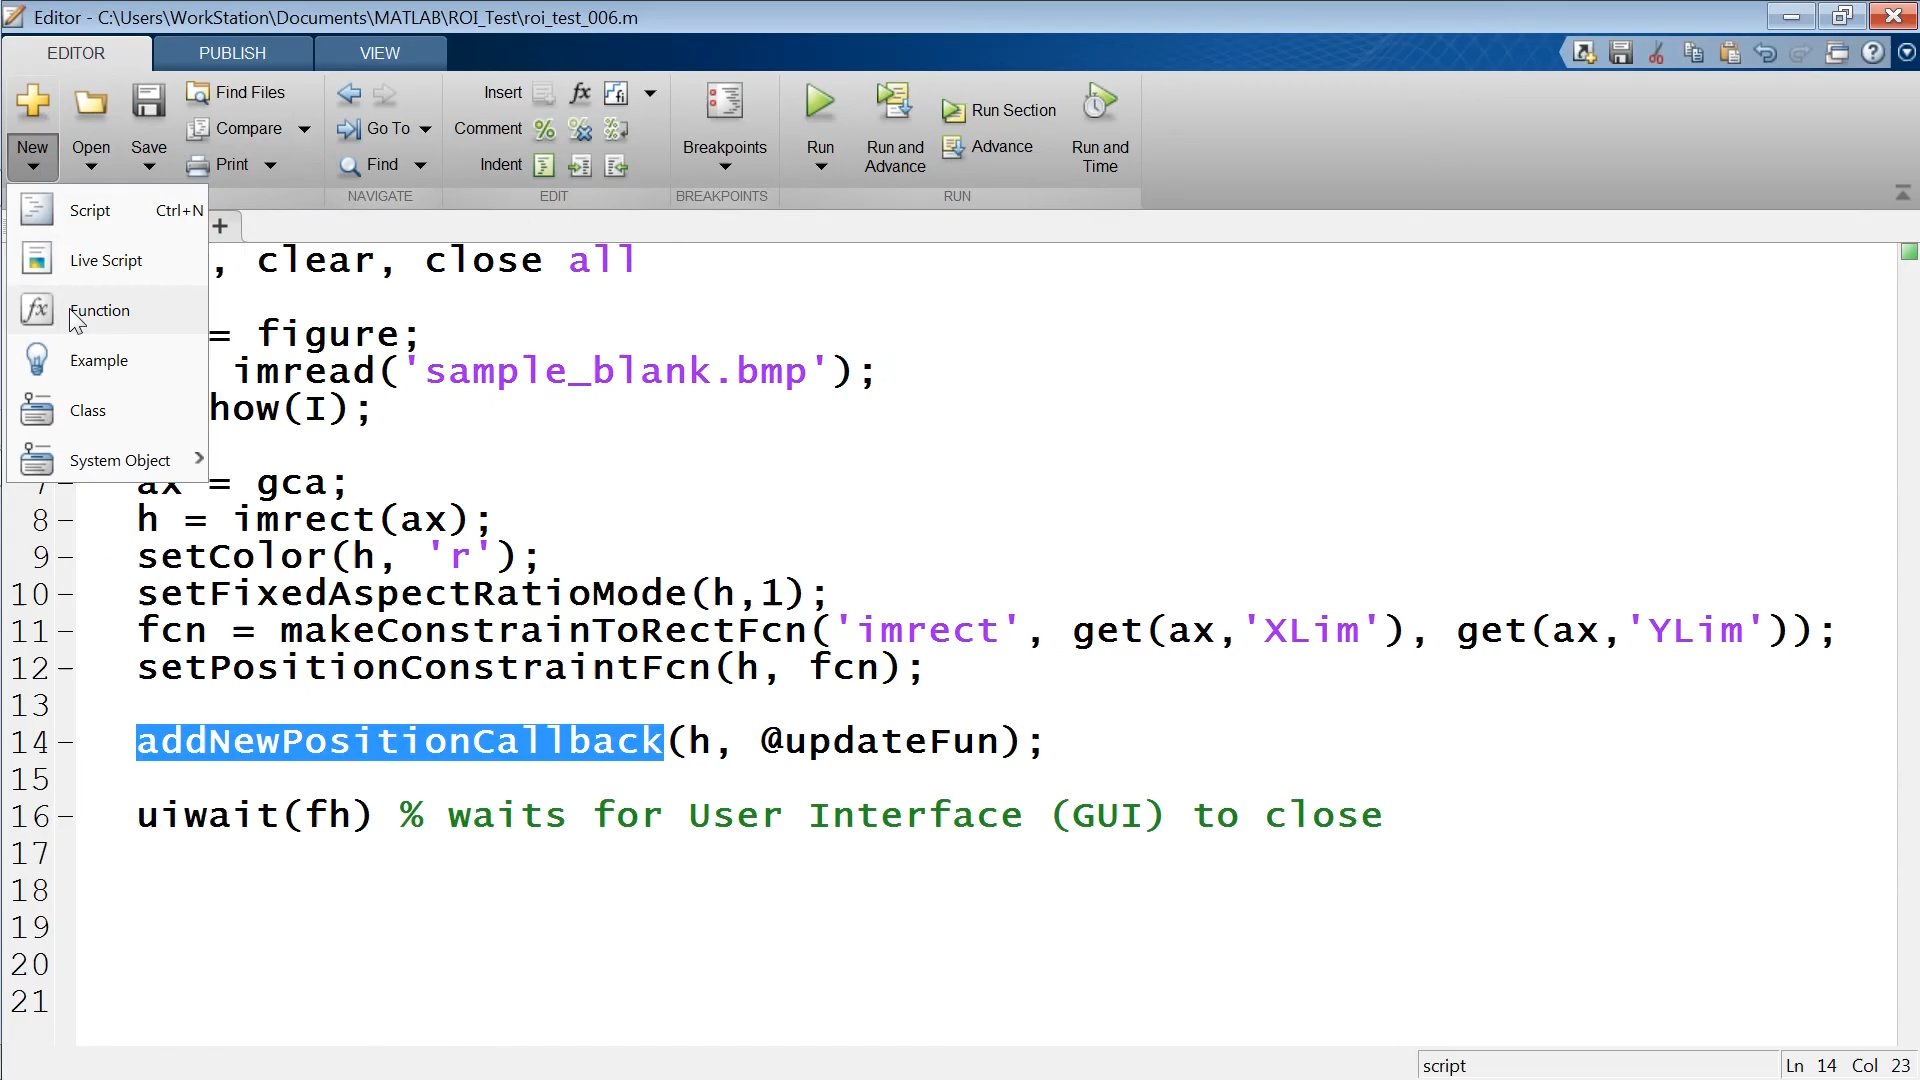 Editor - C:\Users\WorkStation\Documents\MATLAB\ROI_Test\roi_test_006.m
EDITOR PUBLISH VIEW
New Open Save
Find Files
Compare
Print
Go To
Find
NAVIGATE
Insert fx fi
Comment % %
Indent
EDIT
Breakpoints
BREAKPOINTS
Run
Run and Advance
Run Section
Advance
Run and Time
RUN
Script Ctrl+N
Live Script
fx Function
Example
Class
System Object
+
, clear, close all
= figure;
imread('sample_blank.bmp');
how(I);
7 ax = gca;
8 h = imrect(ax);
9 setColor(h, 'r');
10 setFixedAspectRatioMode(h,1);
11 fcn = makeConstrainToRectFcn('imrect', get(ax,'XLim'), get(ax,'YLim'));
12 setPositionConstraintFcn(h, fcn);
13
14 addNewPositionCallback(h, @updateFun);
15
16 uiwait(fh) % waits for User Interface (GUI) to close
17
18
19
20
21
script Ln 14 Col 23